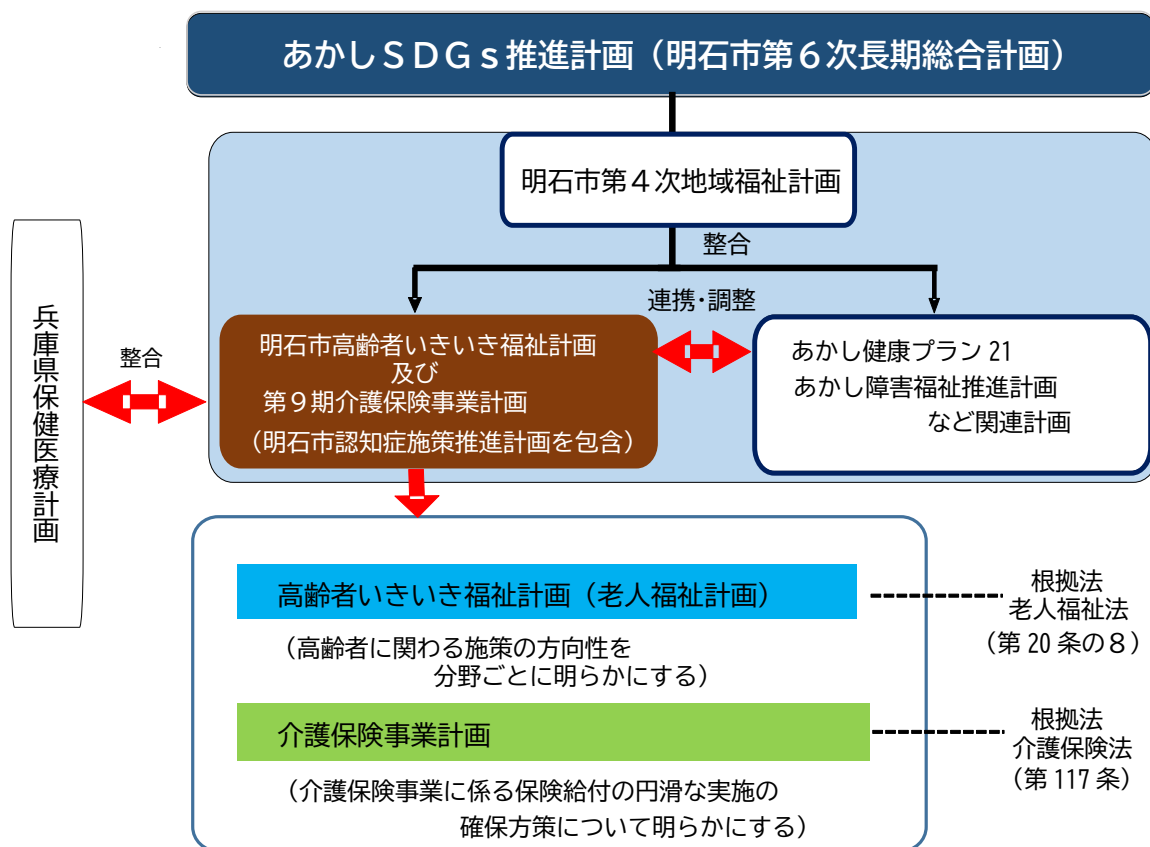 あかしＳＤＧｓ推進計画（明石市第６次長期総合計画）
明石市第４次地域福祉計画
整合
連携・調整
兵庫県保健医療計画
整合
明石市高齢者いきいき福祉計画
及び
第９期介護保険事業計画
（明石市認知症施策推進計画を包含）
あかし健康プラン 21
あかし障害福祉推進計画
など関連計画
高齢者いきいき福祉計画（老人福祉計画）
（高齢者に関わる施策の方向性を
分野ごとに明らかにする）
根拠法
老人福祉法
（第 20 条の８）
介護保険事業計画
（介護保険事業に係る保険給付の円滑な実施の
確保方策について明らかにする）
根拠法
介護保険法
（第 117 条）